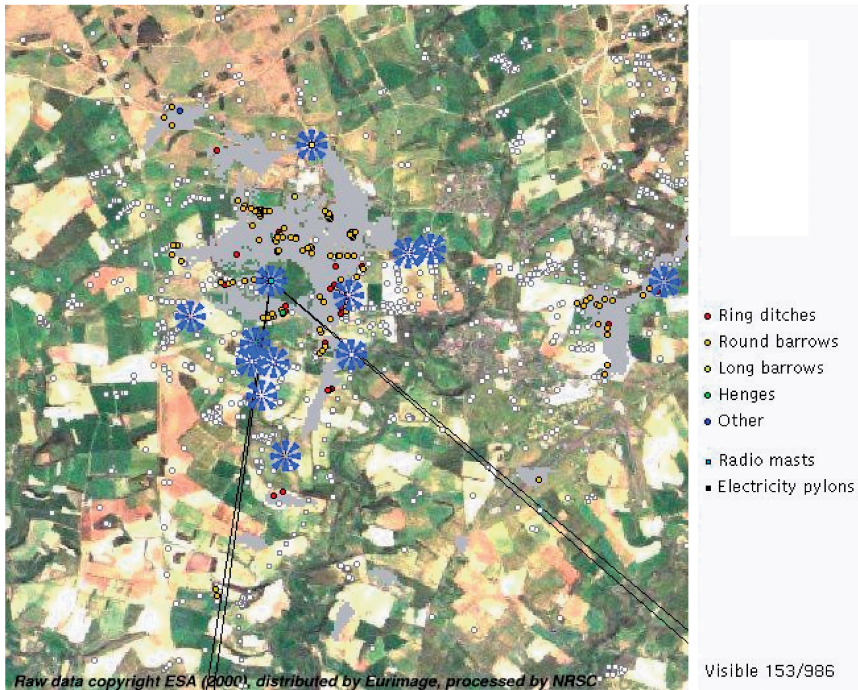 Ring ditches
Round barrows
Long barrows
Henges
Other
Radio masts
Electricity pylons
Visible 153/986
Raw data copyright ESA (2000), distributed by Eurimage, processed by NRSC